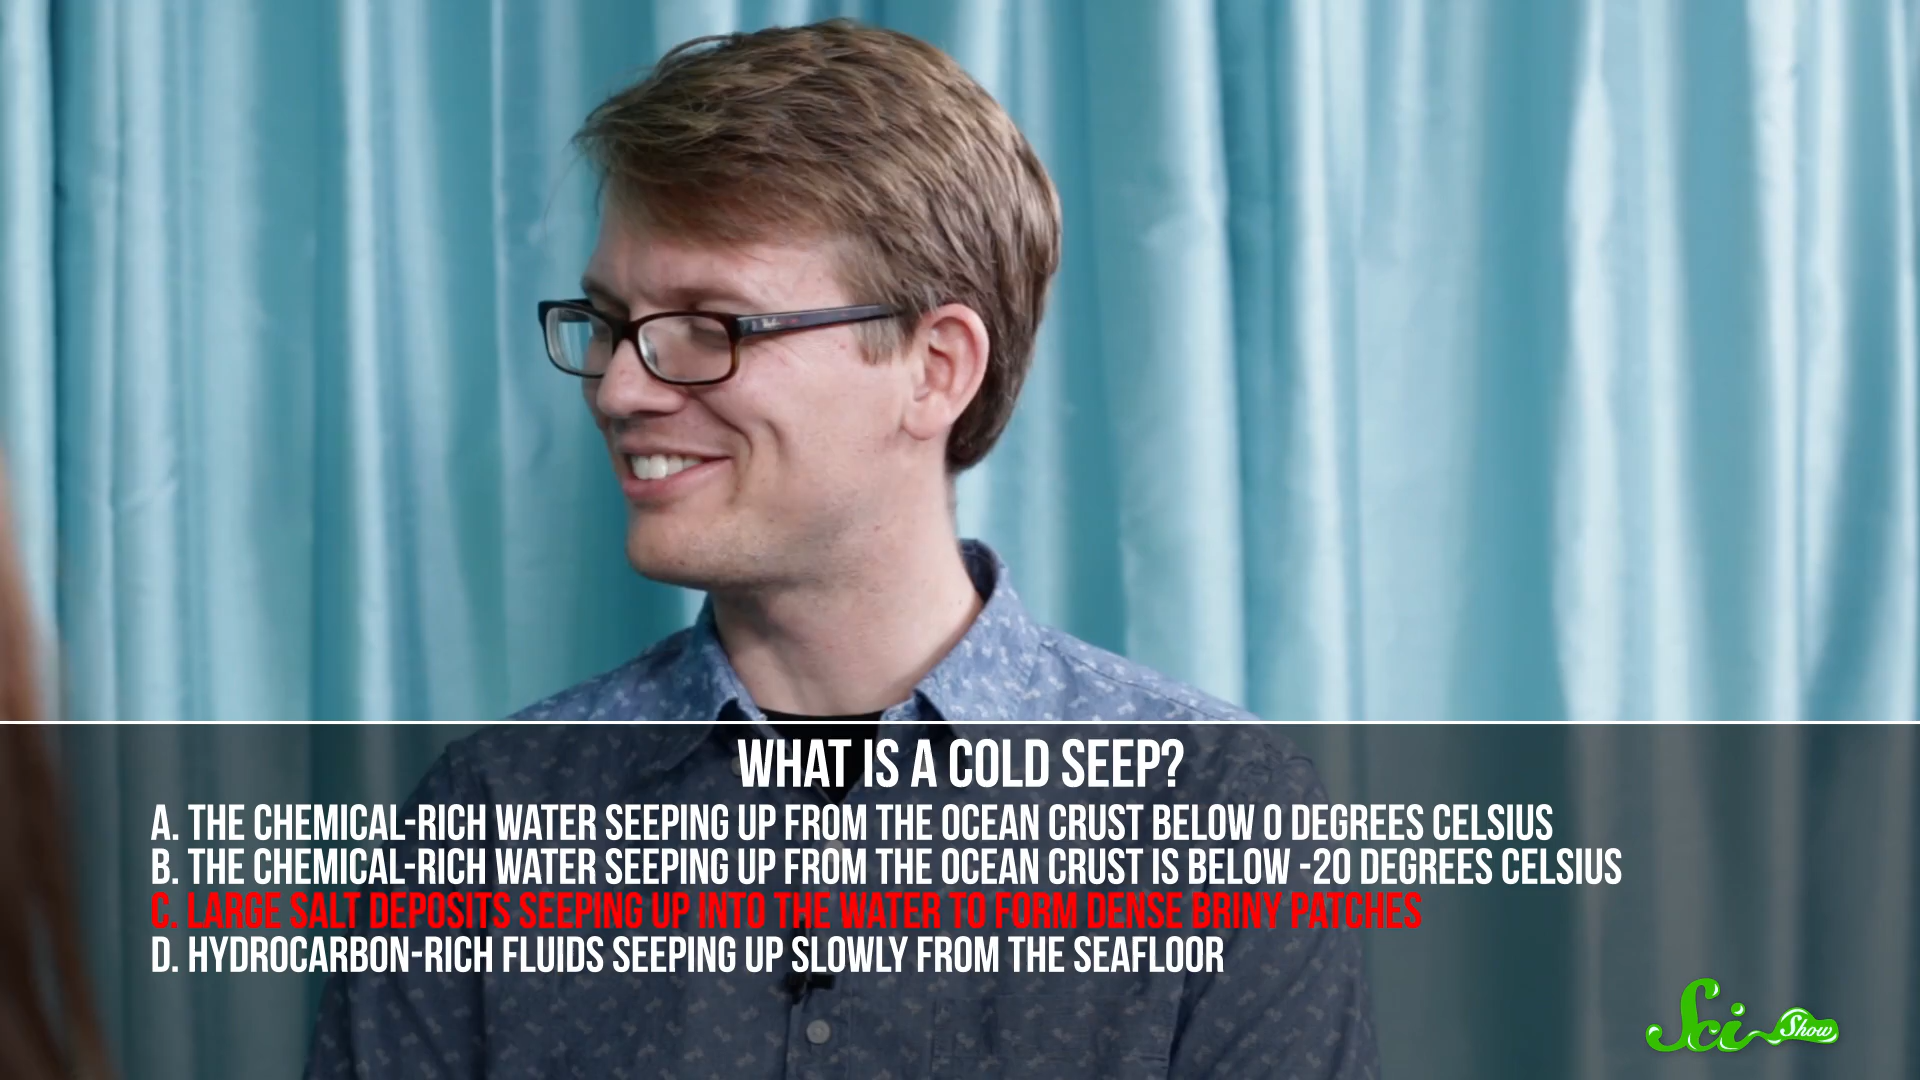 WHAT IS A COLD SEEP?
A. THE CHEMICAL-RICH WATER SEEPING UP FROM THE OCEAN CRUST BELOW 0 DEGREES CELSIUS
B. THE CHEMICAL-RICH WATER SEEPING UP FROM THE OCEAN CRUST IS BELOW -20 DEGREES CELSIUS
C. LARGE SALT DEPOSITS SEEPING UP INTO THE WATER TO FORM DENSE BRINY PATCHES
D. HYDROCARBON-RICH FLUIDS SEEPING UP SLOWLY FROM THE SEAFLOOR
Sci Show